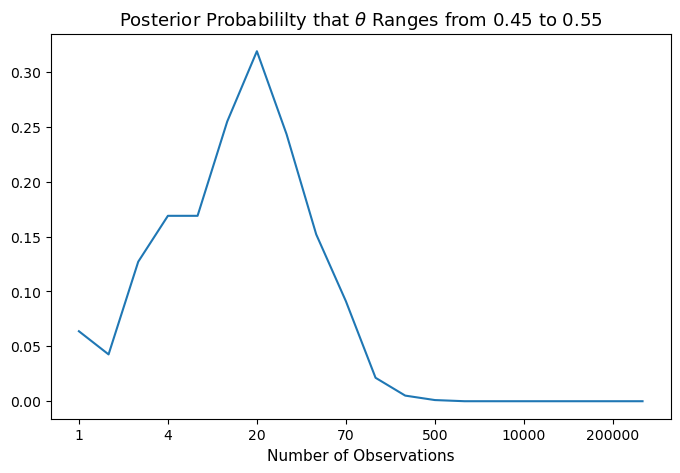 Posterior Probabililty that θ Ranges from 0.45 to 0.55
0.30
0.25
0.20
0.15
0.10
0.05
0.00
1 4 20 70 500 10000 200000
Number of Observations